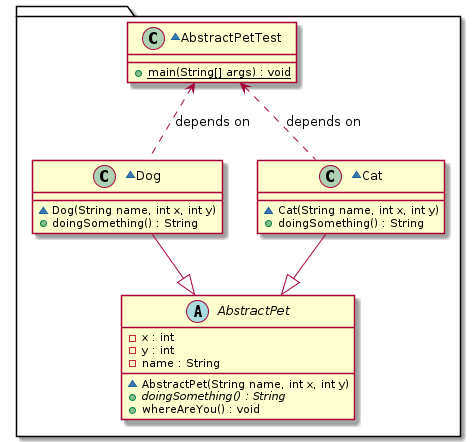 C AbstractPetTest
main(String[] args) : void
depends on
depends on
C Dog
Dog(String name, int x, int y)
doingSomething() : String
C Cat
Cat(String name, int x, int y)
doingSomething() : String
A AbstractPet
x : int
y : int
name : String
AbstractPet(String name, int x, int y)
doingSomething() : String
whereAreYou() : void